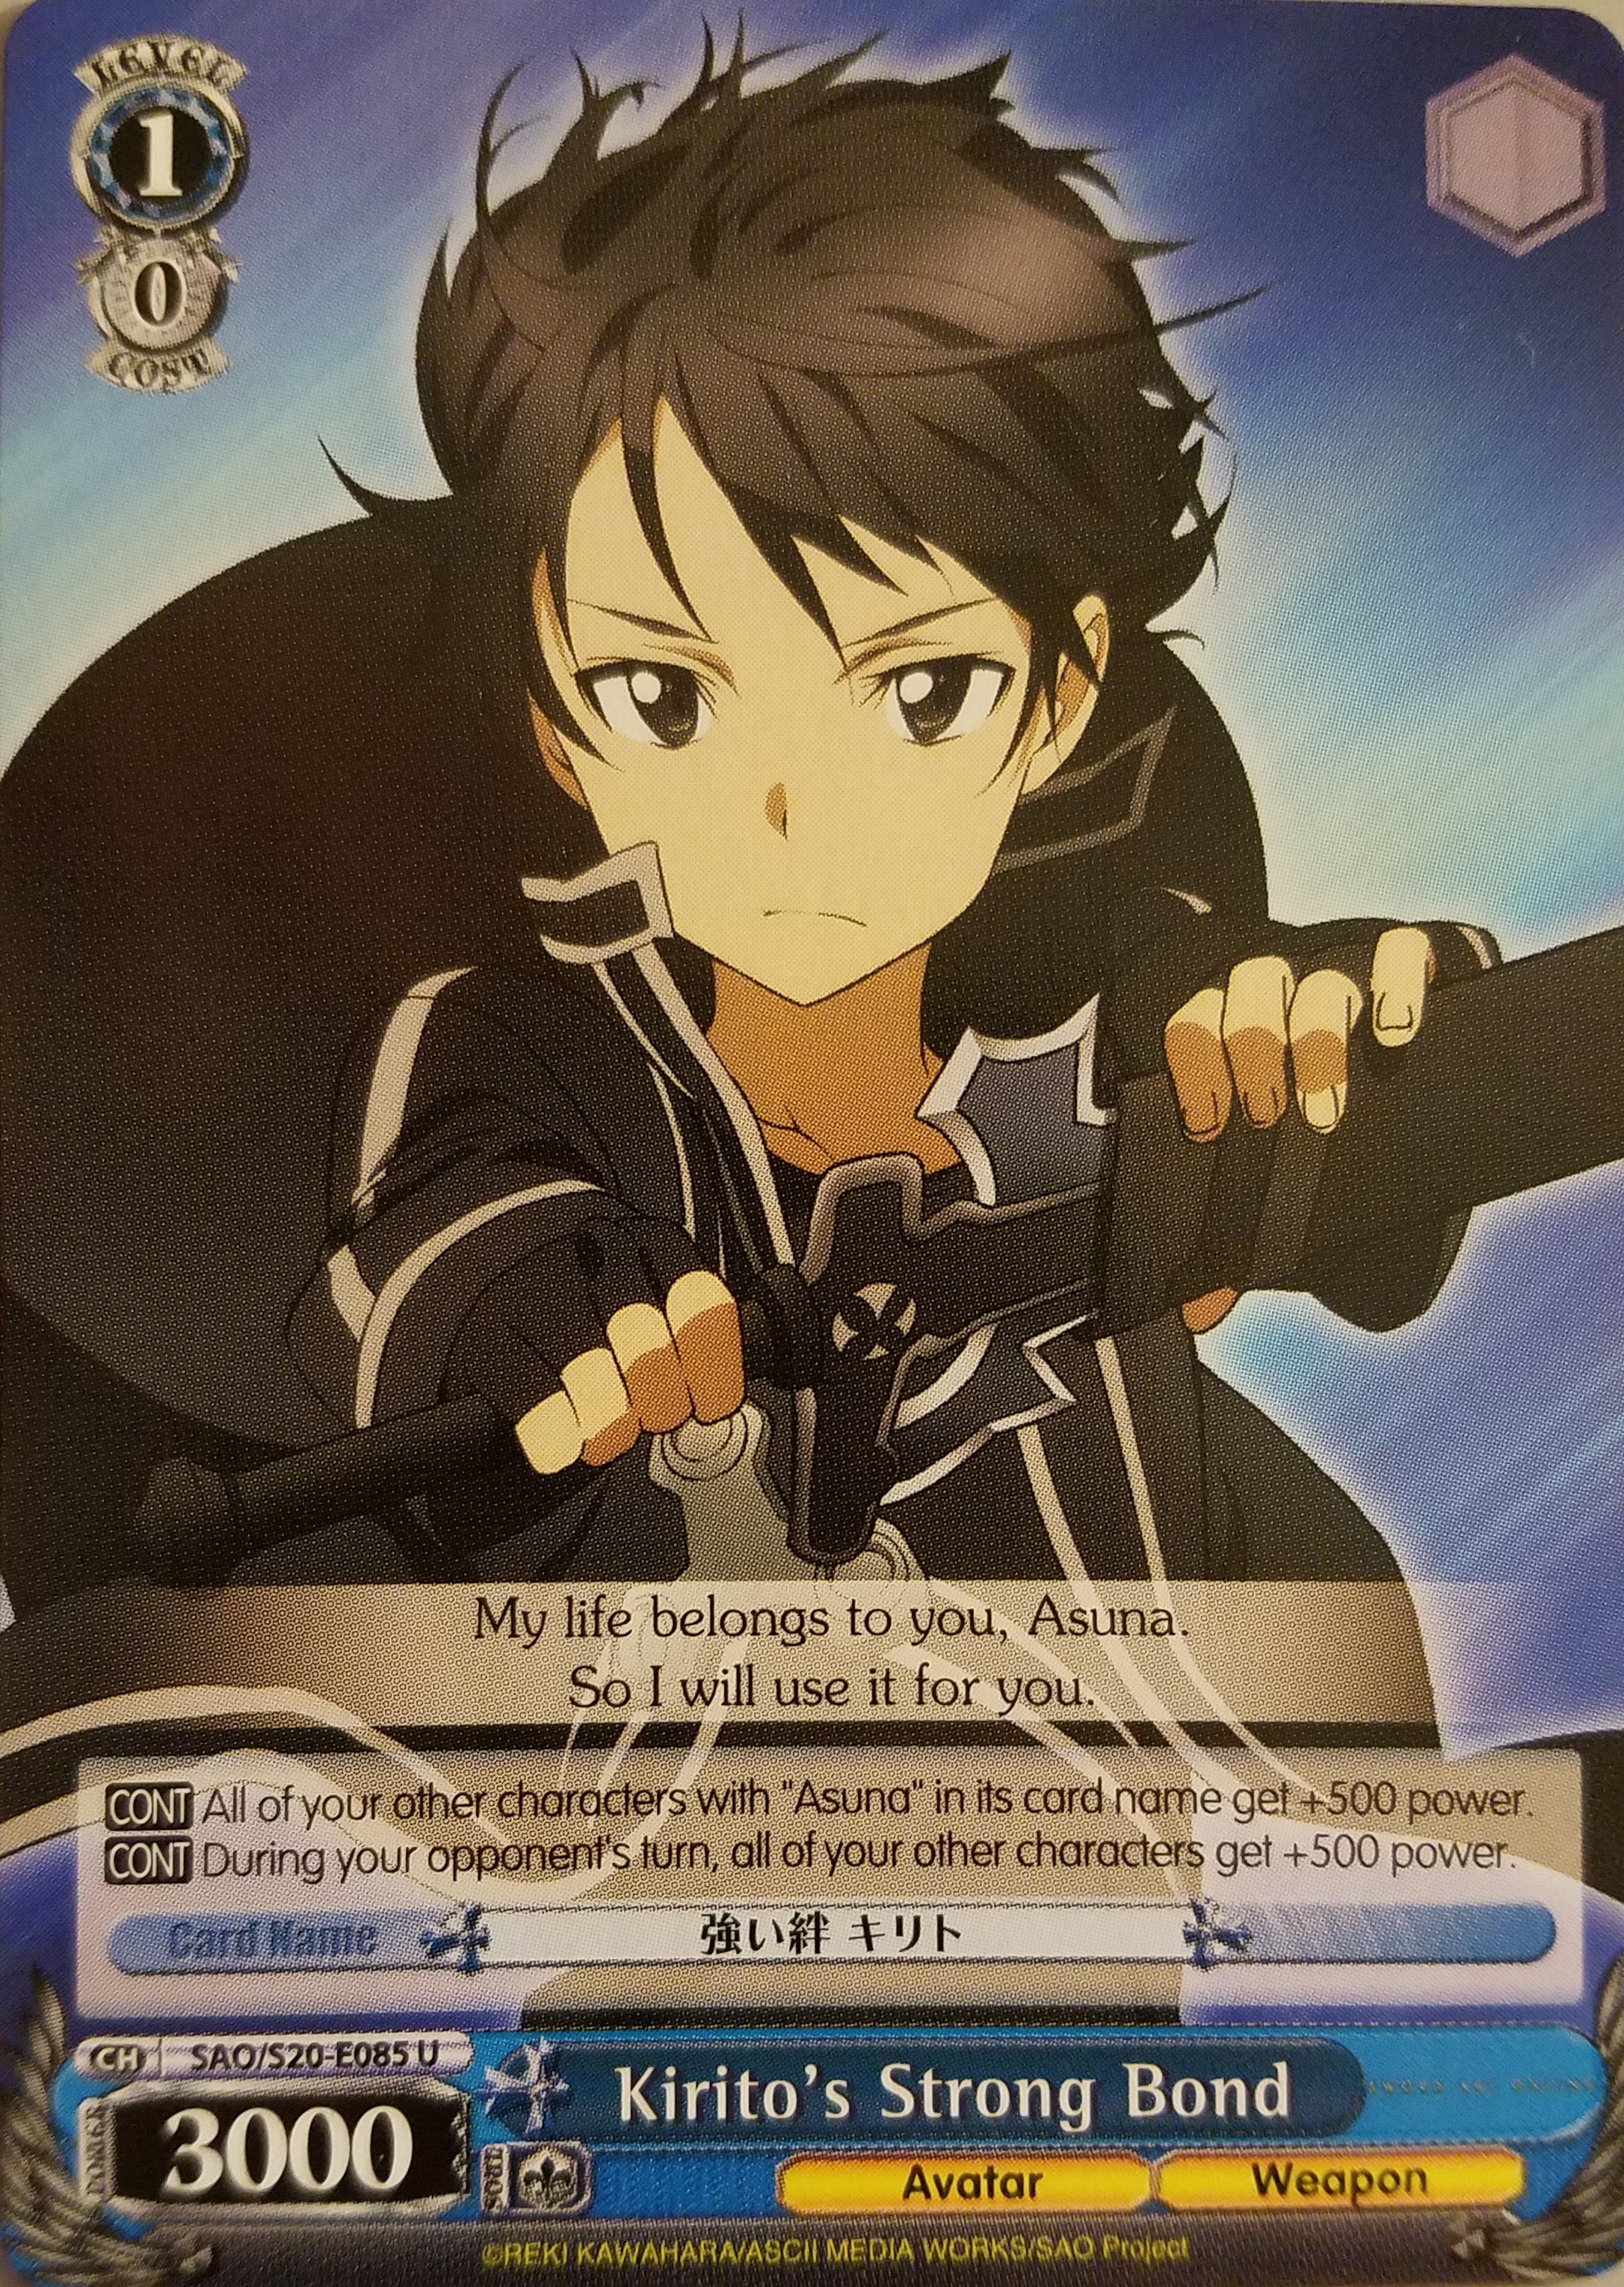 LEVEL
1
0
COST
My life belongs to you, Asuna.
So I will use it for you.
CONT All of your other characters with "Asuna" in its card name get +500 power.
CONT During your opponent's turn, all of your other characters get +500 power.
Card Name 強い絆 キリト
CH SAO/S20-E085 U
Kirito's Strong Bond
POWER 3000
SOUL
Avatar Weapon
©REKI KAWAHARA/ASCII MEDIA WORKS/SAO Project